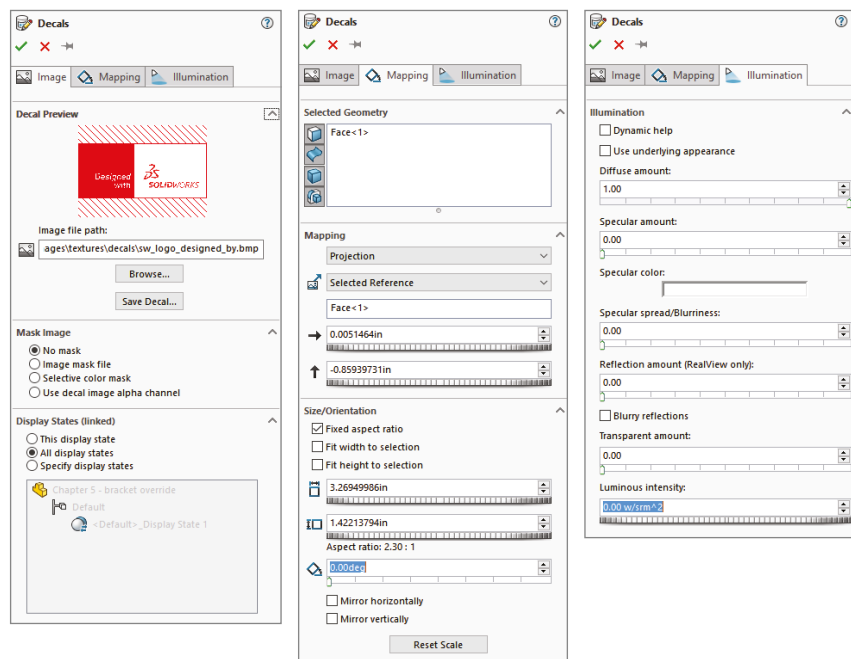 Decals
Image
Mapping
Illumination
Decal Preview
Designed
with
SOLIDWORKS
Image file path:
ages\textures\decals\sw_logo_designed_by.bmp
Browse...
Save Decal...
Mask Image
No mask
Image mask file
Selective color mask
Use decal image alpha channel
Display States (linked)
This display state
All display states
Specify display states
Chapter 5 - bracket override
Default
<Default>_Display State 1
Decals
Image
Mapping
Illumination
Selected Geometry
Face<1>
Mapping
Projection
Selected Reference
Face<1>
0.0051464in
-0.85939731in
Size/Orientation
Fixed aspect ratio
Fit width to selection
Fit height to selection
3.26949986in
1.42213794in
Aspect ratio: 2.30 : 1
0.00deg
Mirror horizontally
Mirror vertically
Reset Scale
Decals
Image
Mapping
Illumination
Illumination
Dynamic help
Use underlying appearance
Diffuse amount:
1.00
Specular amount:
0.00
Specular color:
Specular spread/Blurriness:
0.00
Reflection amount (RealView only):
0.00
Blurry reflections
Transparent amount:
0.00
Luminous intensity:
0.00 w/srm^2